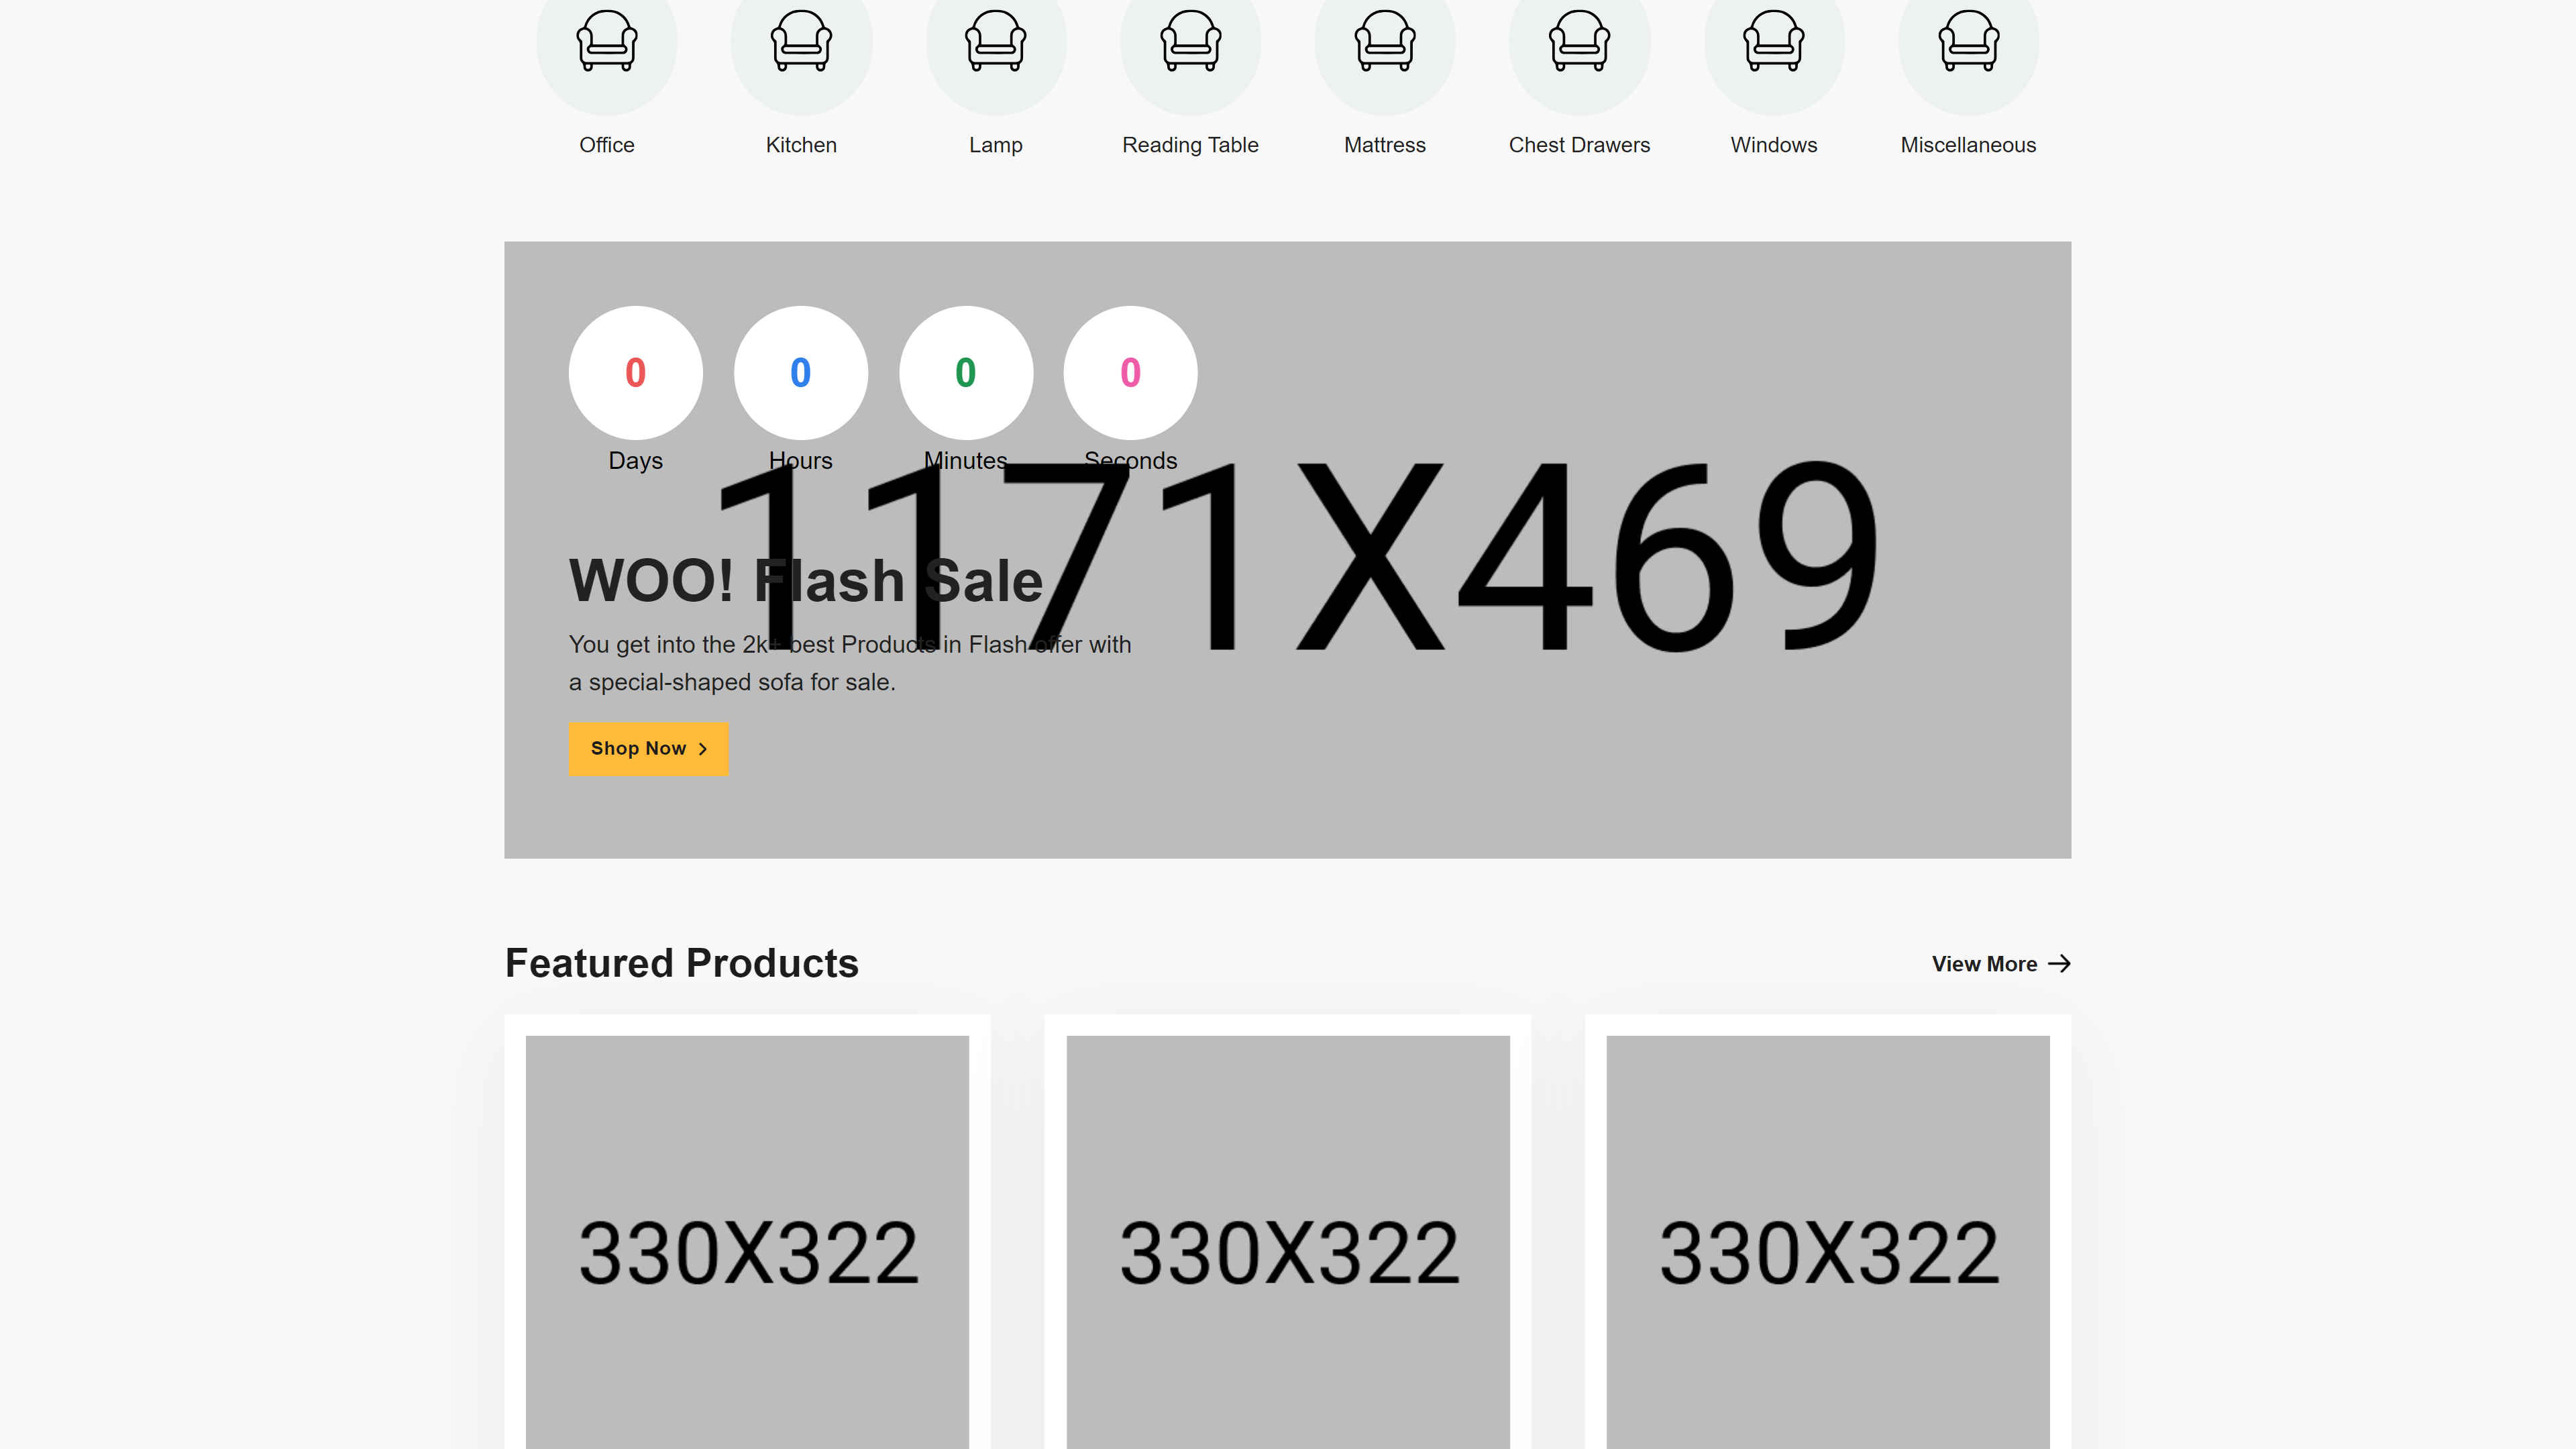 Office Kitchen Lamp Reading Table Mattress Chest Drawers Windows Miscellaneous
0 0 0 0
Days Hours Minutes Seconds
1171X469
WOO! Flash Sale
You get into the 2k+ best Products in Flash offer with
a special-shaped sofa for sale.
Shop Now
Featured Products
View More
330X322 330X322 330X322